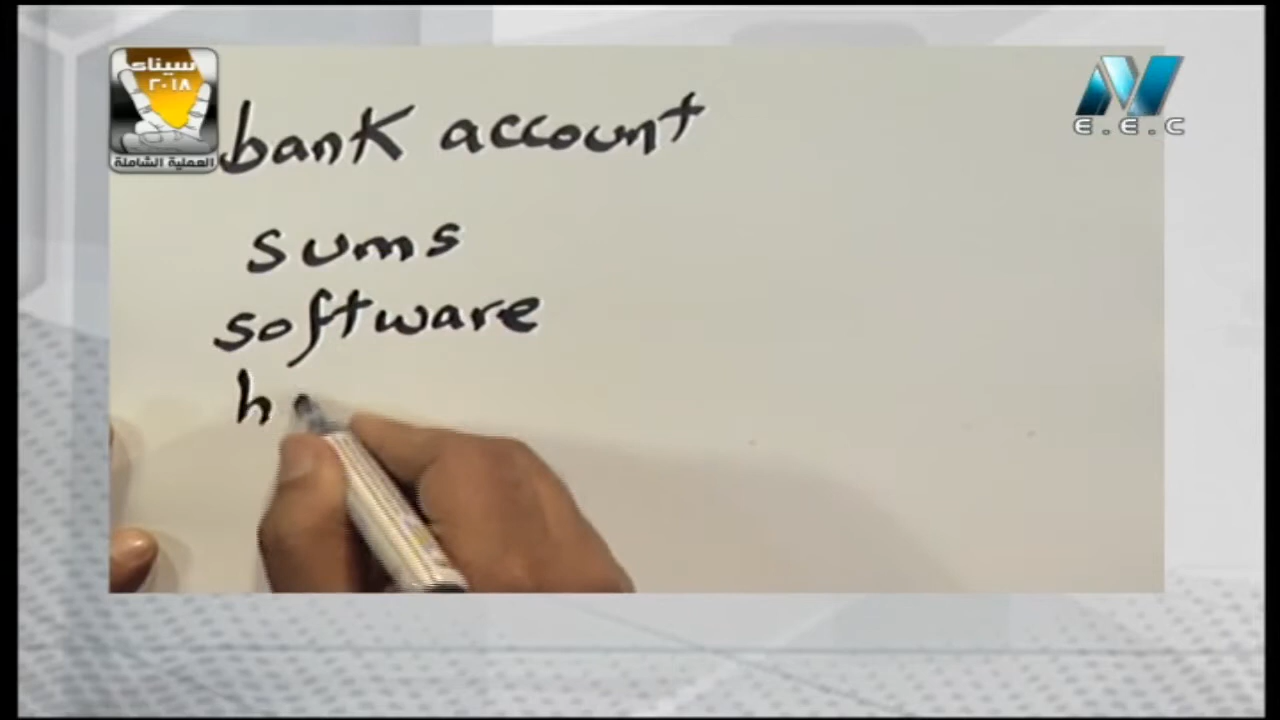 سيناء
٢٠١٨
العملية الشاملة
E.E.C
bank account
sums
software
h